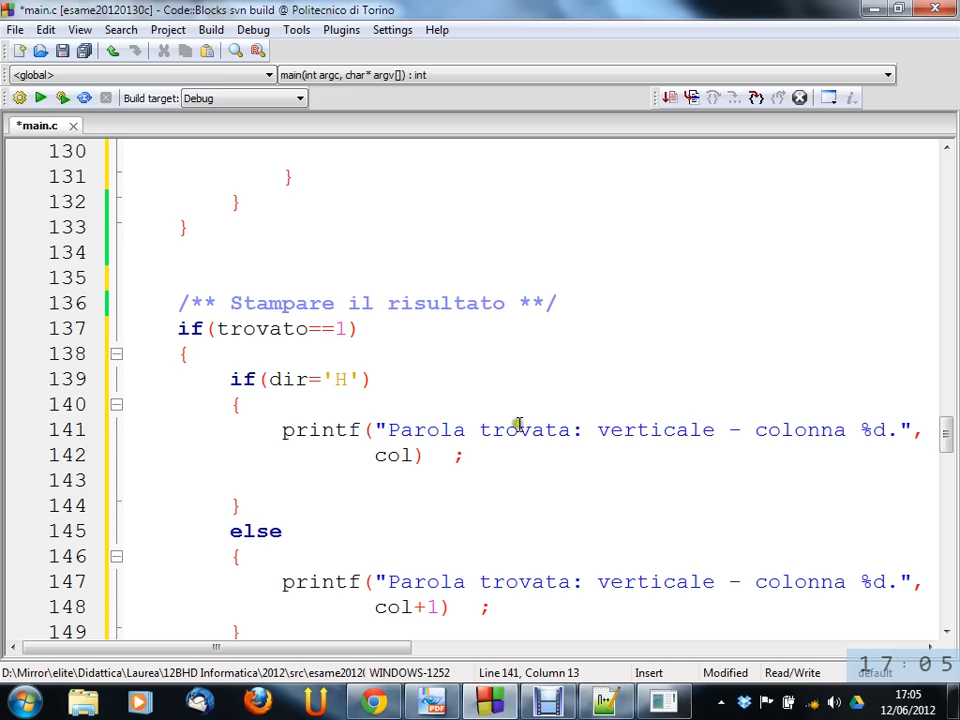 *main.c [esame20120130c] - Code::Blocks svn build @ Politecnico di Torino
File Edit View Search Project Build Debug Tools Plugins Settings Help
<global> main(int argc, char* argv[]) : int
Build target: Debug
*main.c
130
131 }
132 }
133 }
134
135
136 /** Stampare il risultato **/
137 if(trovato==1)
138 {
139 if(dir='H')
140 {
141 printf("Parola trovata: verticale - colonna %d.",
142 col) ;
143
144 }
145 else
146 {
147 printf("Parola trovata: verticale - colonna %d.",
148 col+1) ;
149 }
D:\Mirror\elite\Didattica\Laurea\12BHD Informatica\2012\src\esame2012( WINDOWS-1252 Line 141, Column 13 Insert Modified Read/Write default
17:05
17:05
12/06/2012